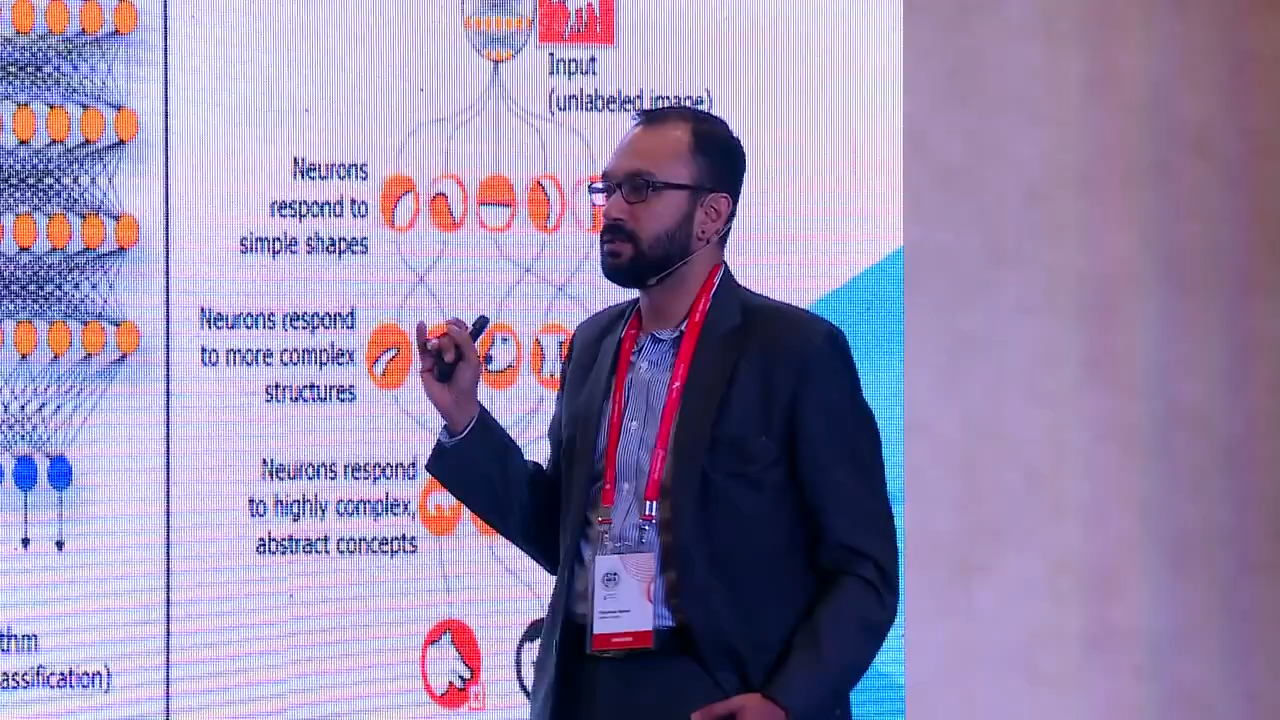 Input
(unlabeled image)
Neurons
respond to
simple shapes
Neurons respond
to more complex
structures
Neurons respond
to highly complex,
abstract concepts
thm
assification)